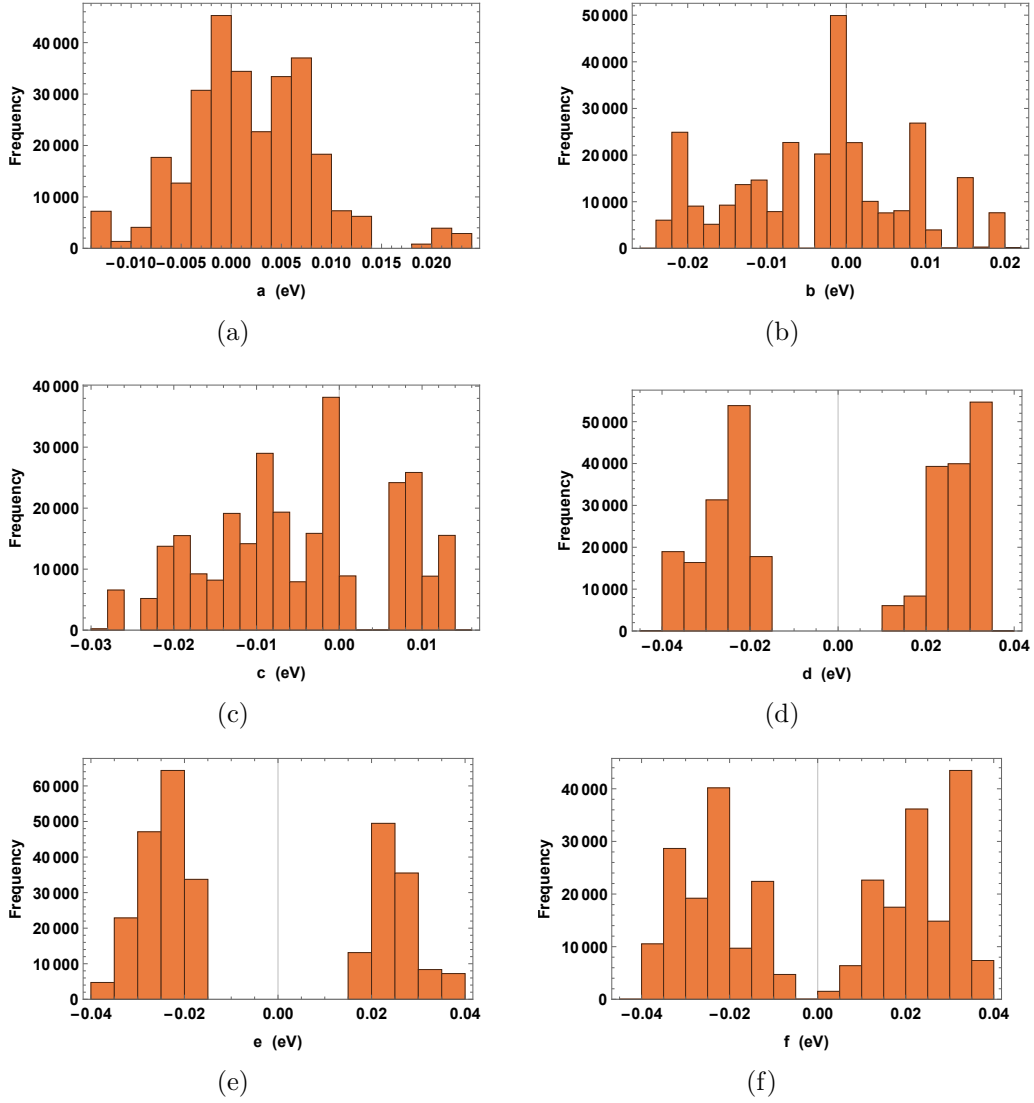 40 000
30 000
20 000
10 000
0
Frequency
−0.010 −0.005 0.000 0.005 0.010 0.015 0.020
a (eV)
(a)
50 000
40 000
30 000
20 000
10 000
0
Frequency
−0.02 −0.01 0.00 0.01 0.02
b (eV)
(b)
40 000
30 000
20 000
10 000
0
Frequency
−0.03 −0.02 −0.01 0.00 0.01
c (eV)
(c)
50 000
40 000
30 000
20 000
10 000
0
Frequency
−0.04 −0.02 0.00 0.02 0.04
d (eV)
(d)
60 000
50 000
40 000
30 000
20 000
10 000
0
Frequency
−0.04 −0.02 0.00 0.02 0.04
e (eV)
(e)
40 000
30 000
20 000
10 000
0
Frequency
−0.04 −0.02 0.00 0.02 0.04
f (eV)
(f)